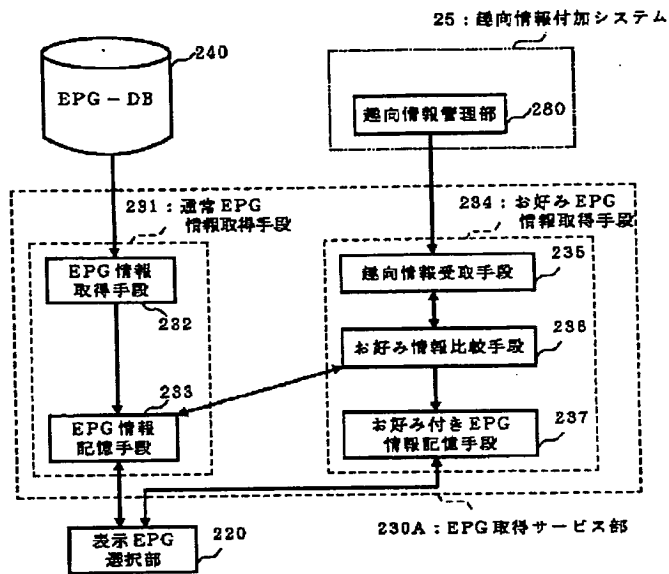 25：趣向情報付加システム
240
EPG－DB
趣向情報管理部
280
231：通常EPG
情報取得手段
234：お好みEPG
情報取得手段
EPG情報
取得手段
232
趣向情報受取手段
235
お好み情報比較手段
236
233
EPG情報
記憶手段
お好み付きEPG
情報記憶手段
237
230A：EPG取得サービス部
表示EPG
選択部
220